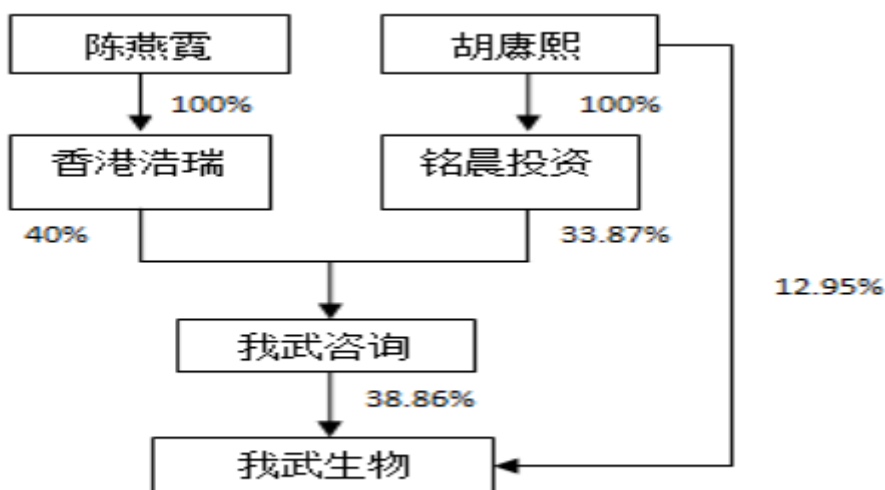 陈燕霓
胡赓熙
100%
100%
香港浩瑞
铭晨投资
40%
33.87%
12.95%
我武咨询
38.86%
我武生物